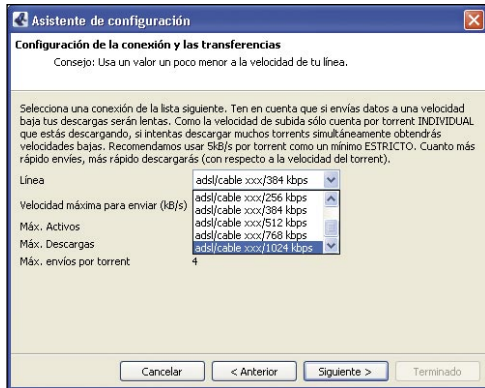 Asistente de configuración
Configuración de la conexión y las transferencias
Consejo: Usa un valor un poco menor a la velocidad de tu línea.
Selecciona una conexión de la lista siguiente. Ten en cuenta que si envías datos a una velocidad
baja tus descargas serán lentas. Como la velocidad de subida sólo cuenta por torrent INDIVIDUAL
que estás descargando, si intentas descargar muchos torrents simultáneamente obtendrás
velocidades bajas. Recomendamos usar 5kB/s por torrent como un mínimo ESTRICTO. Cuanto más
rápido envíes, más rápido descargarás (con respecto a la velocidad del torrent).
Línea adsl/cable xxx/384 kbps
adsl/cable xxx/256 kbps
Velocidad máxima para enviar (kB/s) adsl/cable xxx/384 kbps
Máx. Activos adsl/cable xxx/512 kbps
adsl/cable xxx/768 kbps
Máx. Descargas adsl/cable xxx/1024 kbps
Máx. envíos por torrent 4
Cancelar < Anterior Siguiente > Terminado